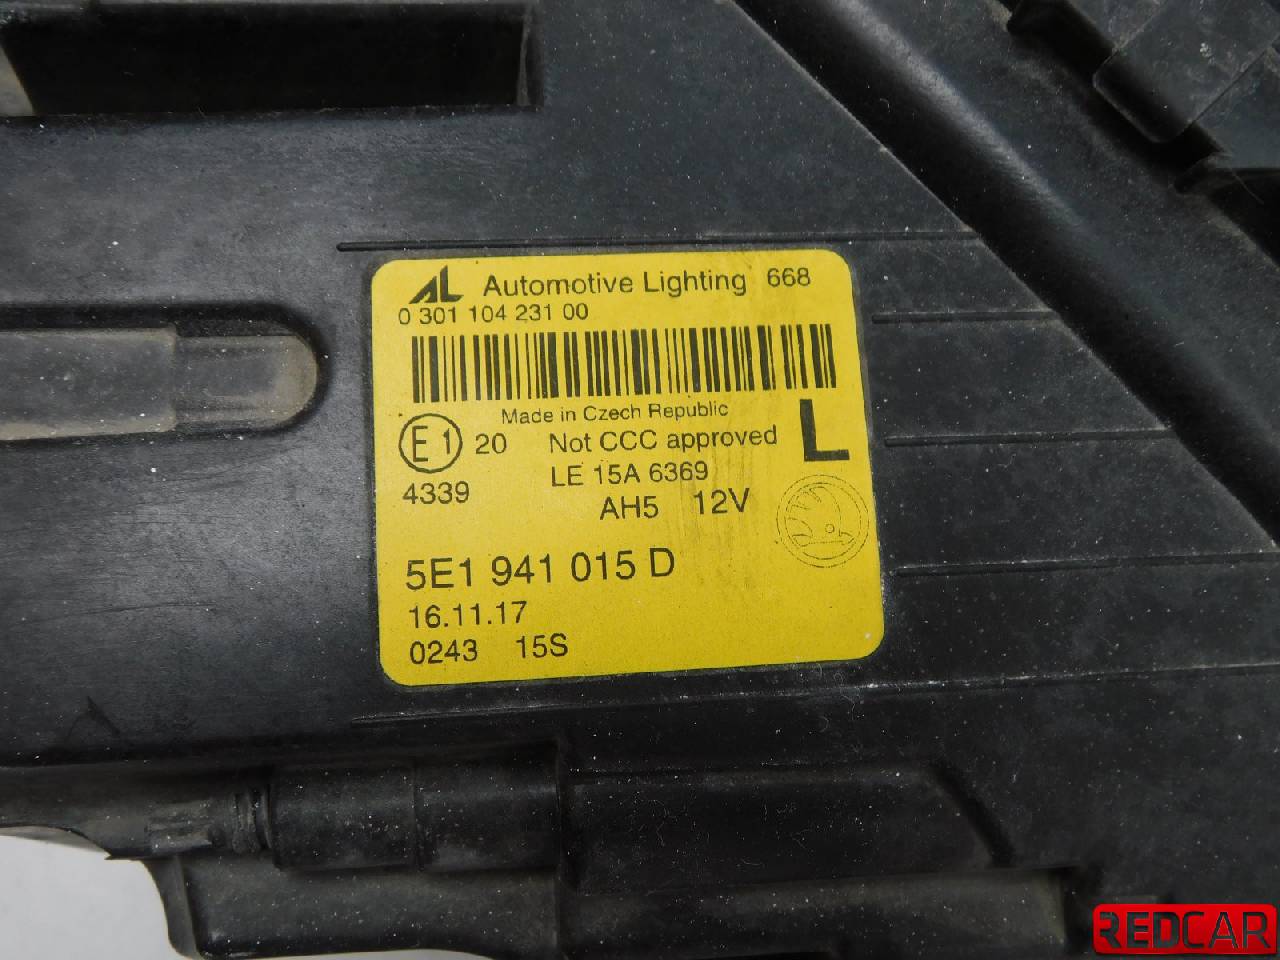 AL Automotive Lighting 668
0 301 104 231 00
Made in Czech Republic
E1 20 Not CCC approved L
4339 LE 15A 6369
AH5 12V
5E1 941 015 D
16.11.17
0243 15S
REDCAR